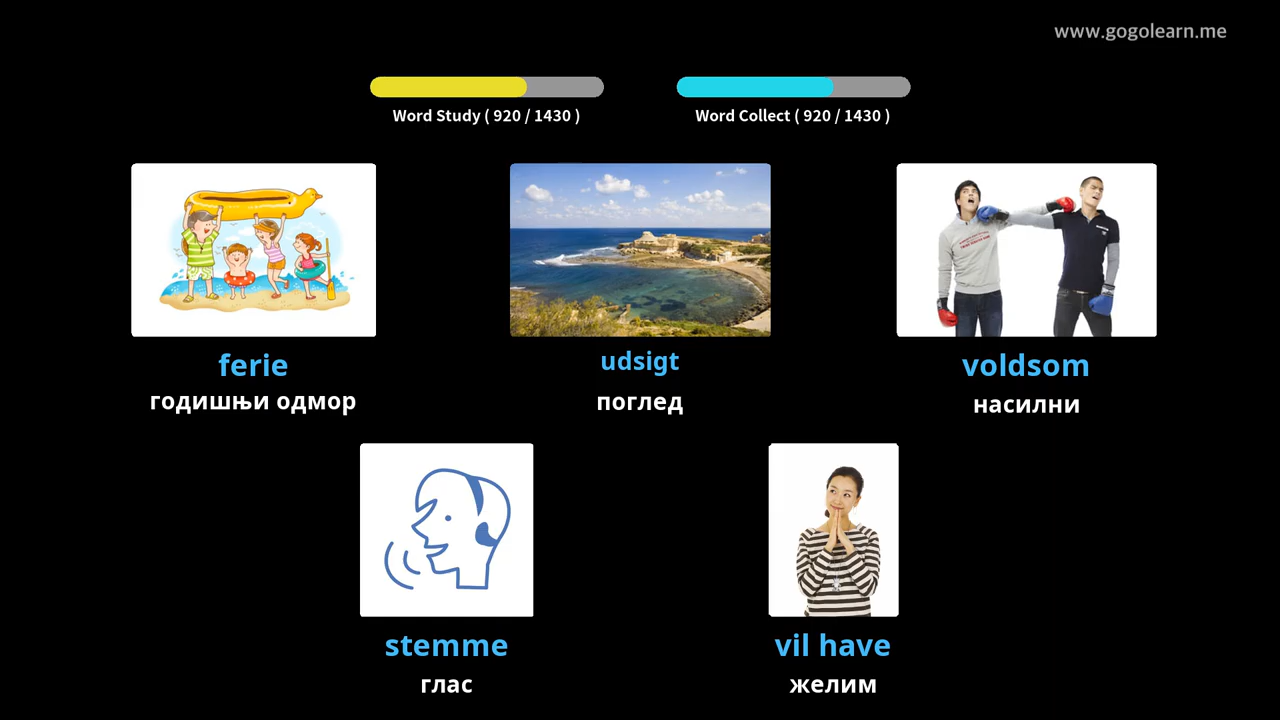 www.gogolearn.me
Word Study ( 920 / 1430 )
Word Collect ( 920 / 1430 )
ferie
годишњи одмор
udsigt
поглед
voldsom
насилни
stemme
глас
vil have
желим